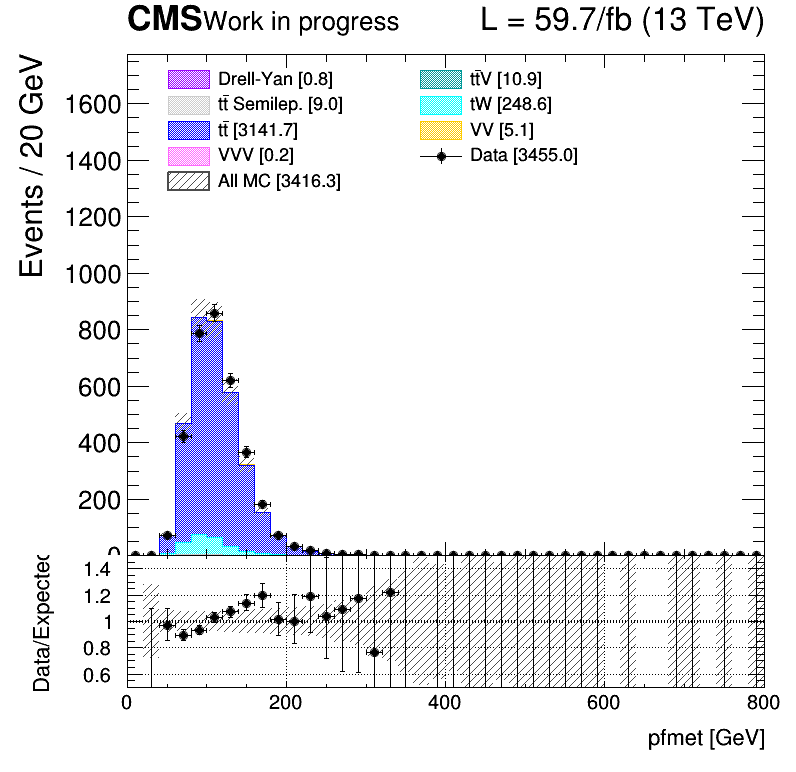 CMS Work in progress L = 59.7/fb (13 TeV)
Drell-Yan [0.8]
tt̄V [10.9]
tt̄ Semilep. [9.0]
tW [248.6]
tt̄ [3141.7]
VV [5.1]
VVV [0.2]
Data [3455.0]
All MC [3416.3]
Events / 20 GeV
1600
1400
1200
1000
800
600
400
200
0
Data/Expected
1.4
1.2
1
0.8
0.6
0 200 400 600 800
pfmet [GeV]